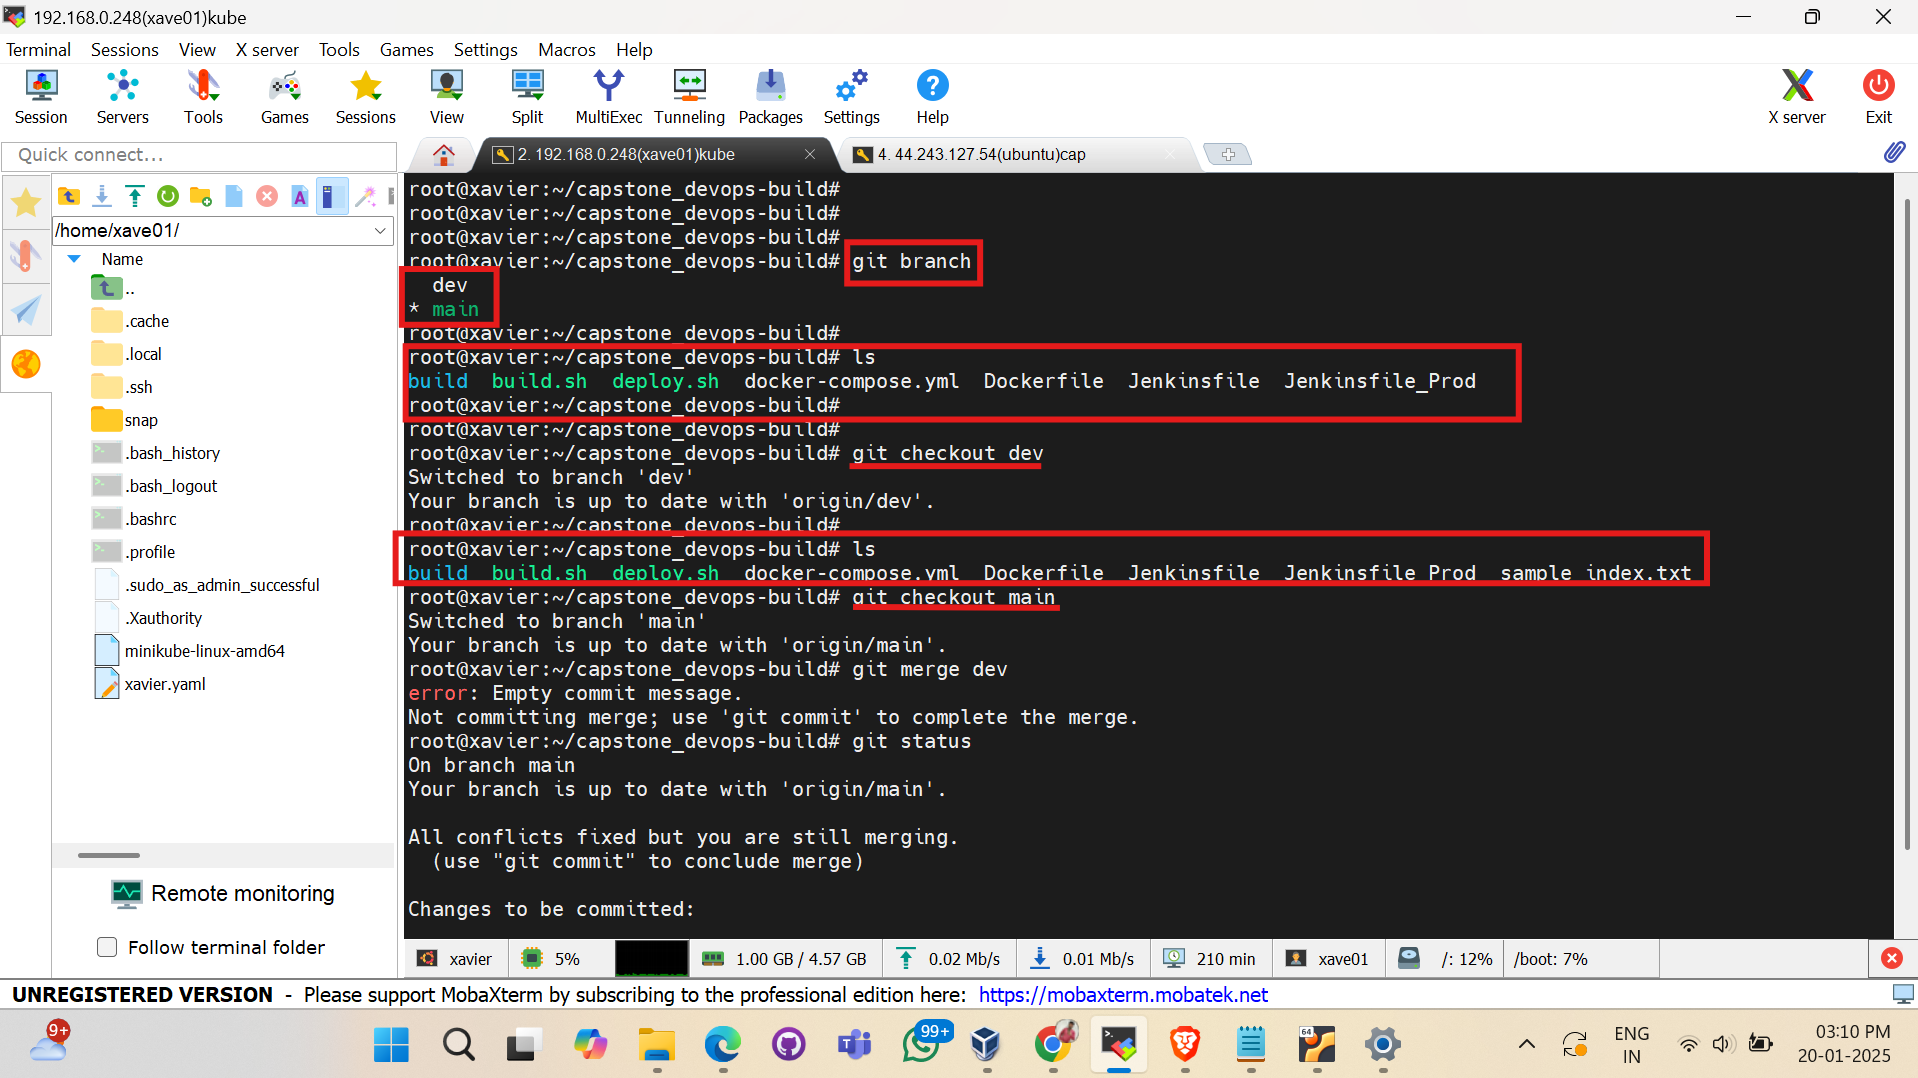 192.168.0.248(xave01)kube
Terminal Sessions View X server Tools Games Settings Macros Help
Session Servers Tools Games Sessions View Split MultiExec Tunneling Packages Settings Help X server Exit
Quick connect...
2. 192.168.0.248(xave01)kube
4. 44.243.127.54(ubuntu)cap
/home/xave01/
Name
..
.cache
.local
.ssh
snap
.bash_history
.bash_logout
.bashrc
.profile
.sudo_as_admin_successful
.Xauthority
minikube-linux-amd64
xavier.yaml
Remote monitoring
Follow terminal folder
root@xavier:~/capstone_devops-build#
root@xavier:~/capstone_devops-build#
root@xavier:~/capstone_devops-build#
root@xavier:~/capstone_devops-build# git branch
dev
* main
root@xavier:~/capstone_devops-build#
root@xavier:~/capstone_devops-build# ls
build build.sh deploy.sh docker-compose.yml Dockerfile Jenkinsfile Jenkinsfile_Prod
root@xavier:~/capstone_devops-build#
root@xavier:~/capstone_devops-build#
root@xavier:~/capstone_devops-build# git checkout dev
Switched to branch 'dev'
Your branch is up to date with 'origin/dev'.
root@xavier:~/capstone_devops-build#
root@xavier:~/capstone_devops-build# ls
build build.sh deploy.sh docker-compose.yml Dockerfile Jenkinsfile Jenkinsfile_Prod sample_index.txt
root@xavier:~/capstone_devops-build# git checkout main
Switched to branch 'main'
Your branch is up to date with 'origin/main'.
root@xavier:~/capstone_devops-build# git merge dev
error: Empty commit message.
Not committing merge; use 'git commit' to complete the merge.
root@xavier:~/capstone_devops-build# git status
On branch main
Your branch is up to date with 'origin/main'.
All conflicts fixed but you are still merging.
(use "git commit" to conclude merge)
Changes to be committed:
xavier 5% 1.00 GB / 4.57 GB 0.02 Mb/s 0.01 Mb/s 210 min xave01 /: 12% /boot: 7%
UNREGISTERED VERSION - Please support MobaXterm by subscribing to the professional edition here: https://mobaxterm.mobatek.net
9+
99+
64
ENG
IN
03:10 PM
20-01-2025